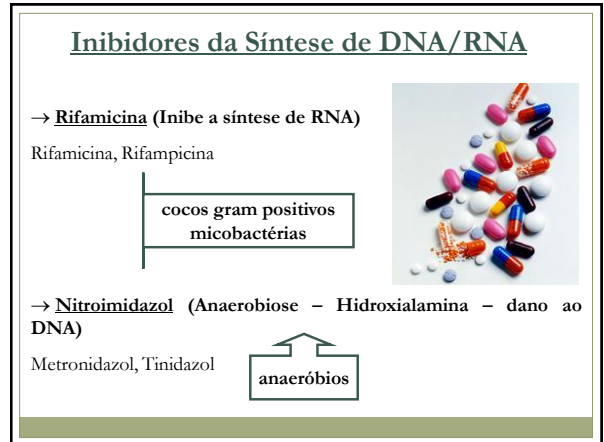 Inibidores da Síntese de DNA/RNA
→ Rifamicina (Inibe a síntese de RNA)
Rifamicina, Rifampicina
cocos gram positivos
micobactérias
→ Nitroimidazol (Anaerobiose – Hidroxialamina – dano ao
DNA)
Metronidazol, Tinidazol
anaeróbios